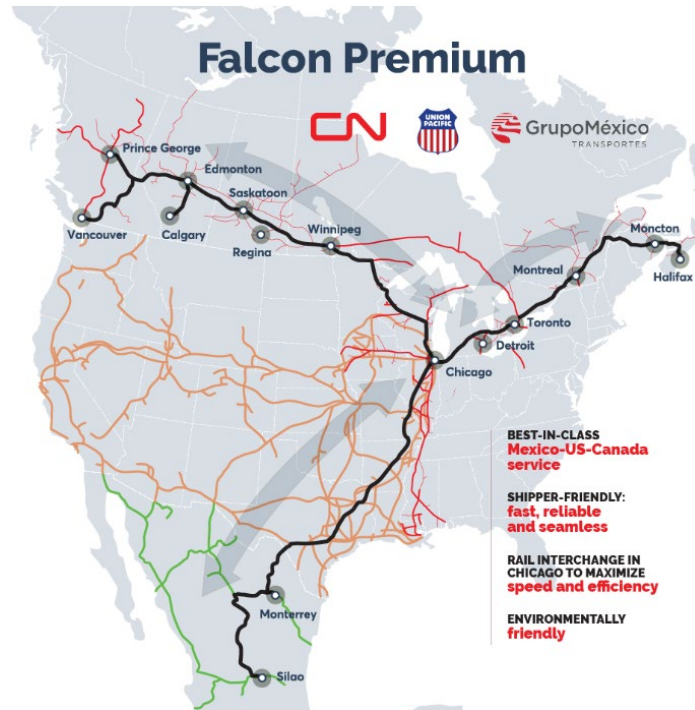 Falcon Premium
CN
UNION
PACIFIC
GrupoMéxico
TRANSPORTES
Prince George
Edmonton
Saskatoon
Winnipeg
Vancouver
Calgary
Regina
Moncton
Montreal
Halifax
Toronto
Detroit
Chicago
BEST-IN-CLASS
Mexico-US-Canada
service
SHIPPER-FRIENDLY:
fast, reliable
and seamless
RAIL INTERCHANGE IN
CHICAGO TO MAXIMIZE
speed and efficiency
ENVIRONMENTALLY
friendly
Monterrey
Silao